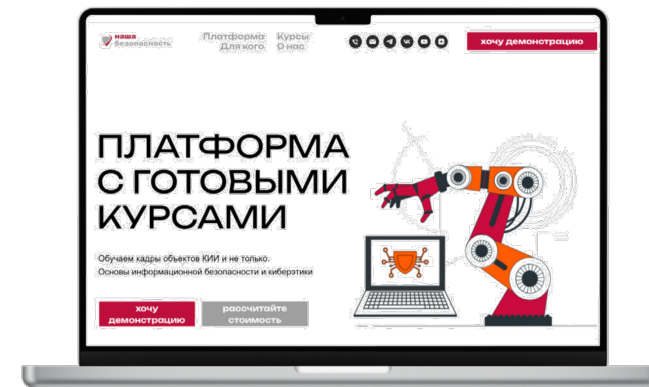 наша
безопасность
Платформа Курсы
Для кого О нас
хочу демонстрацию
ПЛАТФОРМА
С ГОТОВЫМИ
КУРСАМИ
Обучаем кадры объектов КИИ и не только.
Основы информационной безопасности и киберэтики
хочу
демонстрацию
рассчитайте
стоимость